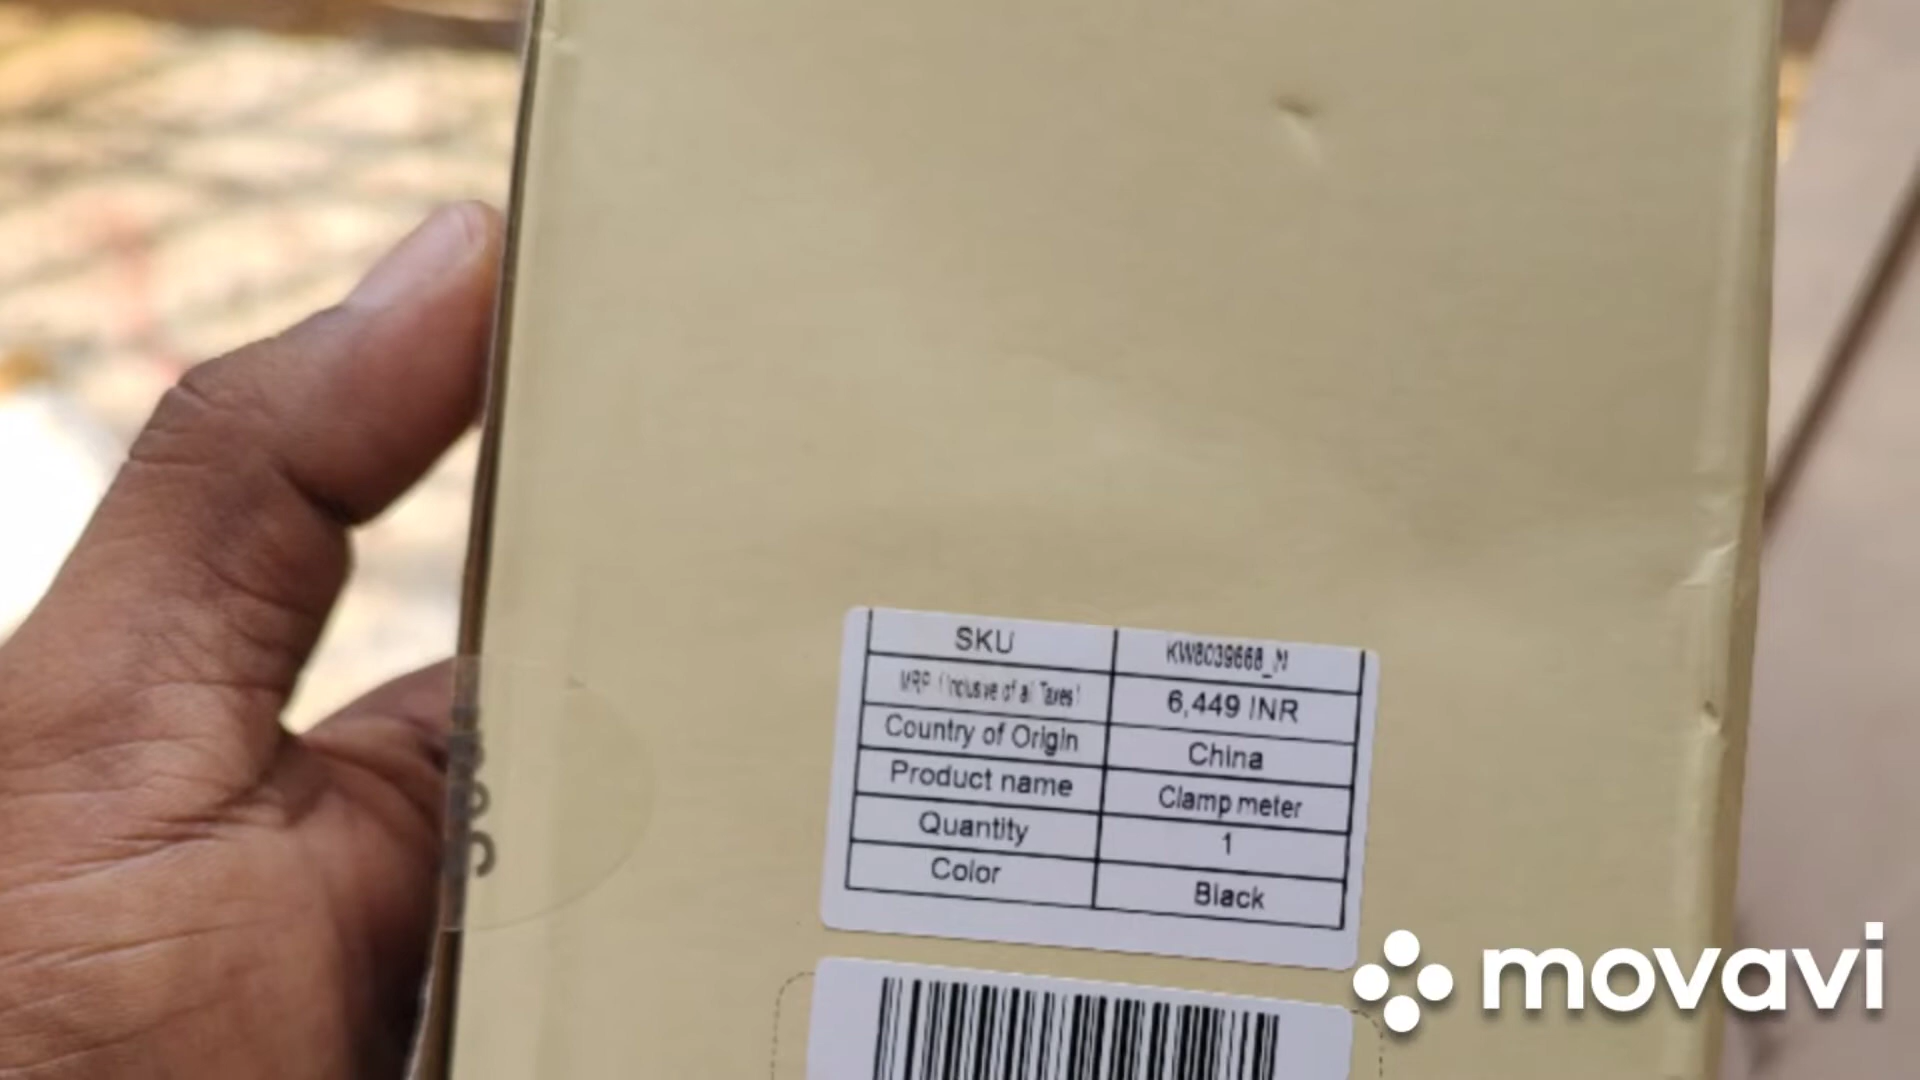 SKU KW8039668_N
MRP (Inclusive of all Taxes) 6,449 INR
Country of Origin China
Product name Clamp meter
Quantity 1
Color Black
movavi